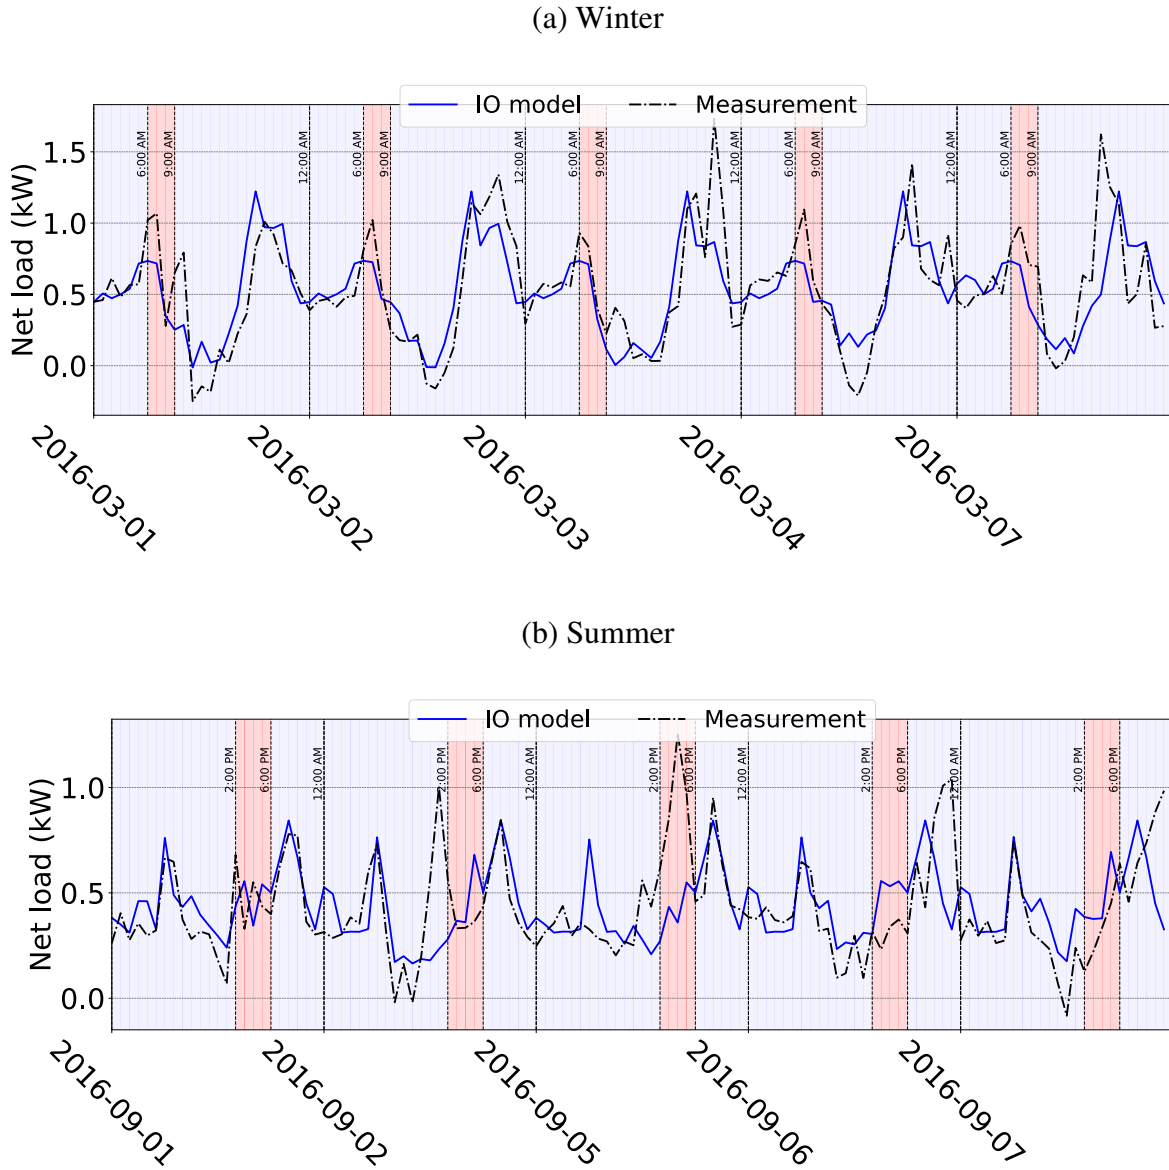 (a) Winter
IO model Measurement
Net load (kW)
1.5
1.0
0.5
0.0
6:00 AM 9:00 AM 12:00 AM 6:00 AM 9:00 AM 12:00 AM 6:00 AM 9:00 AM 12:00 AM 6:00 AM 9:00 AM 12:00 AM 6:00 AM 9:00 AM
2016-03-01 2016-03-02 2016-03-03 2016-03-04 2016-03-07
(b) Summer
IO model Measurement
Net load (kW)
1.0
0.5
0.0
2:00 PM 6:00 PM 12:00 AM 2:00 PM 6:00 PM 12:00 AM 2:00 PM 6:00 PM 12:00 AM 2:00 PM 6:00 PM 12:00 AM 2:00 PM 6:00 PM
2016-09-01 2016-09-02 2016-09-05 2016-09-06 2016-09-07